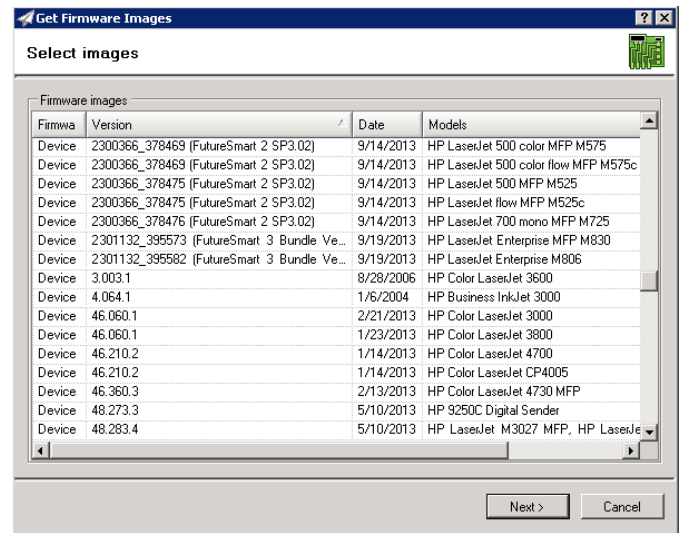 Get Firmware Images
Select images
Firmware images
Firmwa Version Date Models
Device 2300366_378469 (FutureSmart 2 SP3.02) 9/14/2013 HP LaserJet 500 color MFP M575
Device 2300366_378469 (FutureSmart 2 SP3.02) 9/14/2013 HP LaserJet 500 color flow MFP M575c
Device 2300366_378475 (FutureSmart 2 SP3.02) 9/14/2013 HP LaserJet 500 MFP M525
Device 2300366_378475 (FutureSmart 2 SP3.02) 9/14/2013 HP LaserJet flow MFP M525c
Device 2300366_378476 (FutureSmart 2 SP3.02) 9/14/2013 HP LaserJet 700 mono MFP M725
Device 2301132_395573 (FutureSmart 3 Bundle Ve... 9/19/2013 HP LaserJet Enterprise MFP M830
Device 2301132_395582 (FutureSmart 3 Bundle Ve... 9/19/2013 HP LaserJet Enterprise M806
Device 3.003.1 8/28/2006 HP Color LaserJet 3600
Device 4.064.1 1/6/2004 HP Business InkJet 3000
Device 46.060.1 2/21/2013 HP Color LaserJet 3000
Device 46.060.1 1/23/2013 HP Color LaserJet 3800
Device 46.210.2 1/14/2013 HP Color LaserJet 4700
Device 46.210.2 1/14/2013 HP Color LaserJet CP4005
Device 46.360.3 2/13/2013 HP Color LaserJet 4730 MFP
Device 48.273.3 5/10/2013 HP 9250C Digital Sender
Device 48.283.4 5/10/2013 HP LaserJet M3027 MFP, HP LaserJe
Next > Cancel